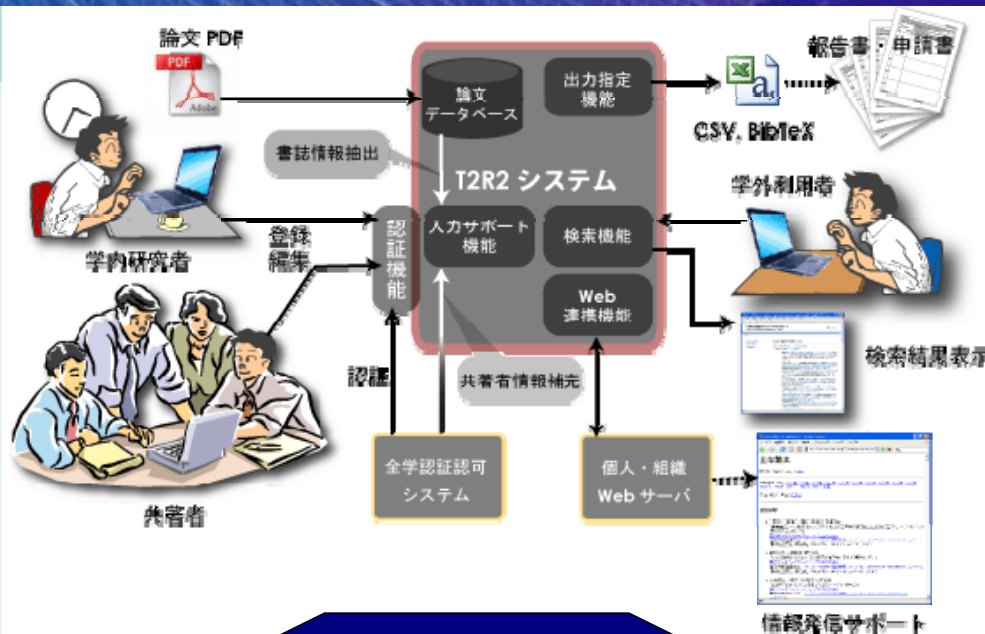 論文 PDF
PDF
Adobe
論文
データベース
出力指定
機能
a,
CSV, BibTeX
報告書・申請書
書誌情報抽出
T2R2 システム
学外利用者
学内研究者
登録
編集
認証機能
入力サポート
機能
検索機能
Web
連携機能
検索結果表示
認証
共著者情報補完
全学認証認可
システム
個人・組織
Web サーバ
共著者
情報発信サポート